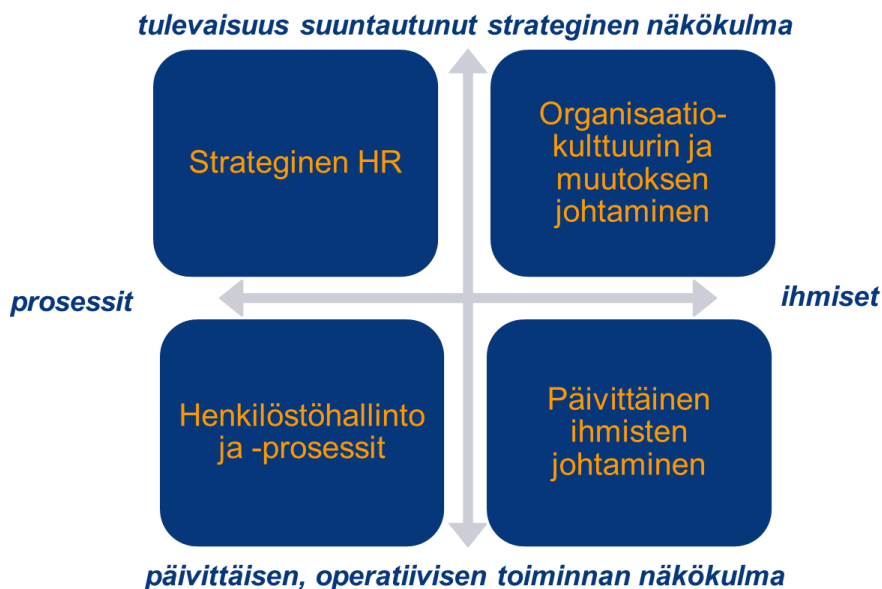 tulevaisuus suuntautunut strateginen näkökulma
Strateginen HR
Organisaatio-
kulttuurin ja
muutoksen
johtaminen
prosessit
ihmiset
Henkilöstöhallinto
ja -prosessit
Päivittäinen
ihmisten
johtaminen
päivittäisen, operatiivisen toiminnan näkökulma